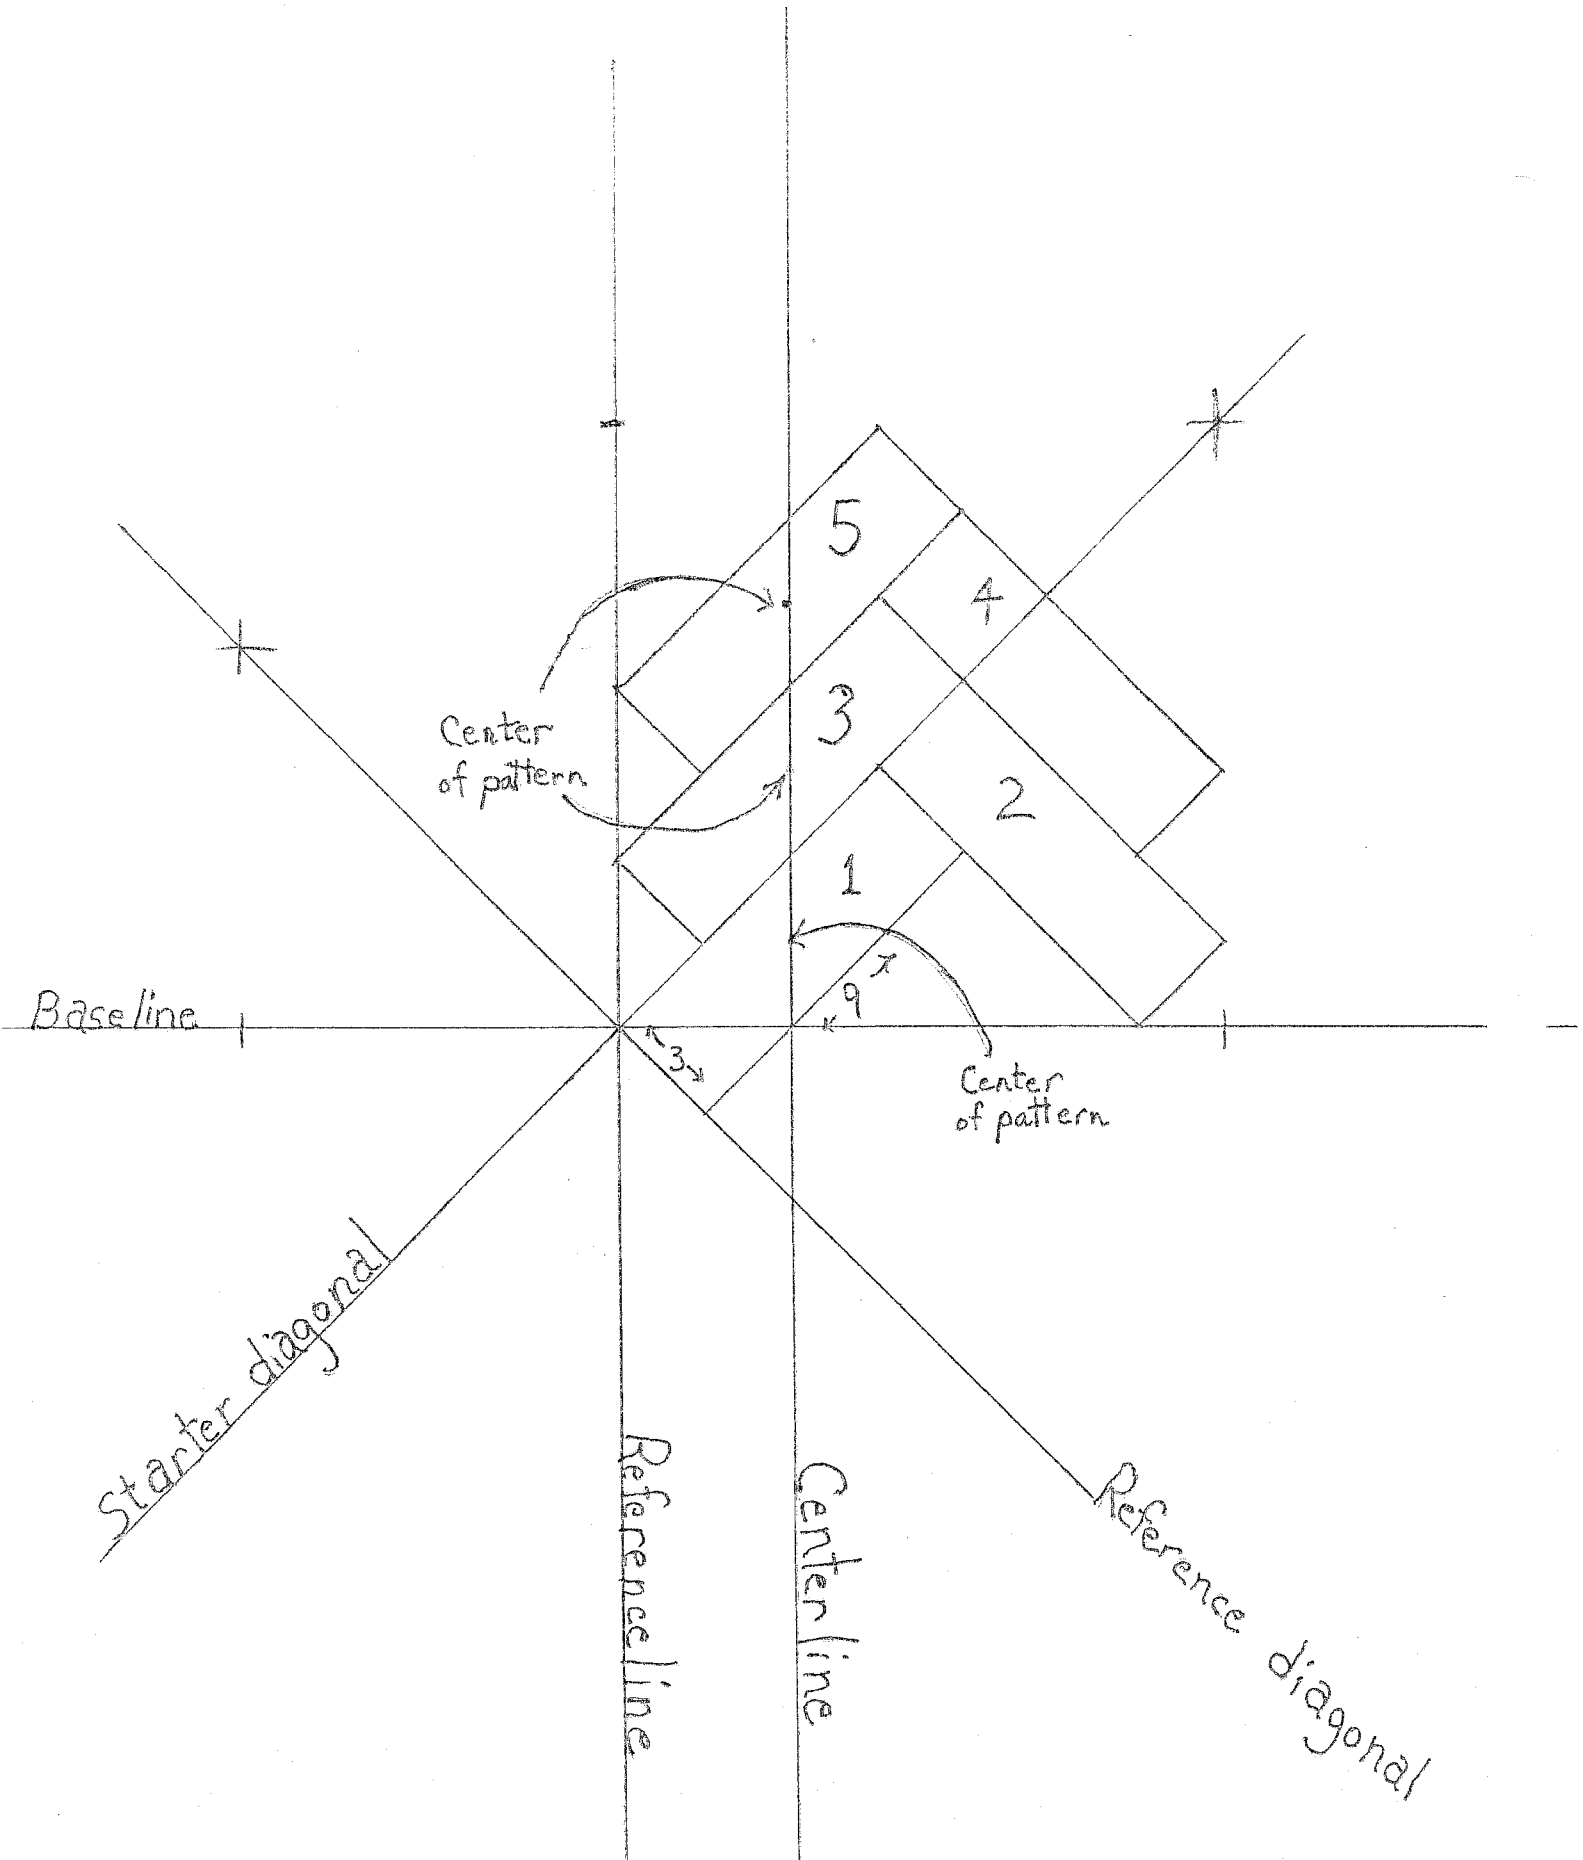 5
4
3
Center
of pattern
2
1
x
9
Baseline
3
Center
of pattern
Starter diagonal
Reference line
Center line
Reference diagonal